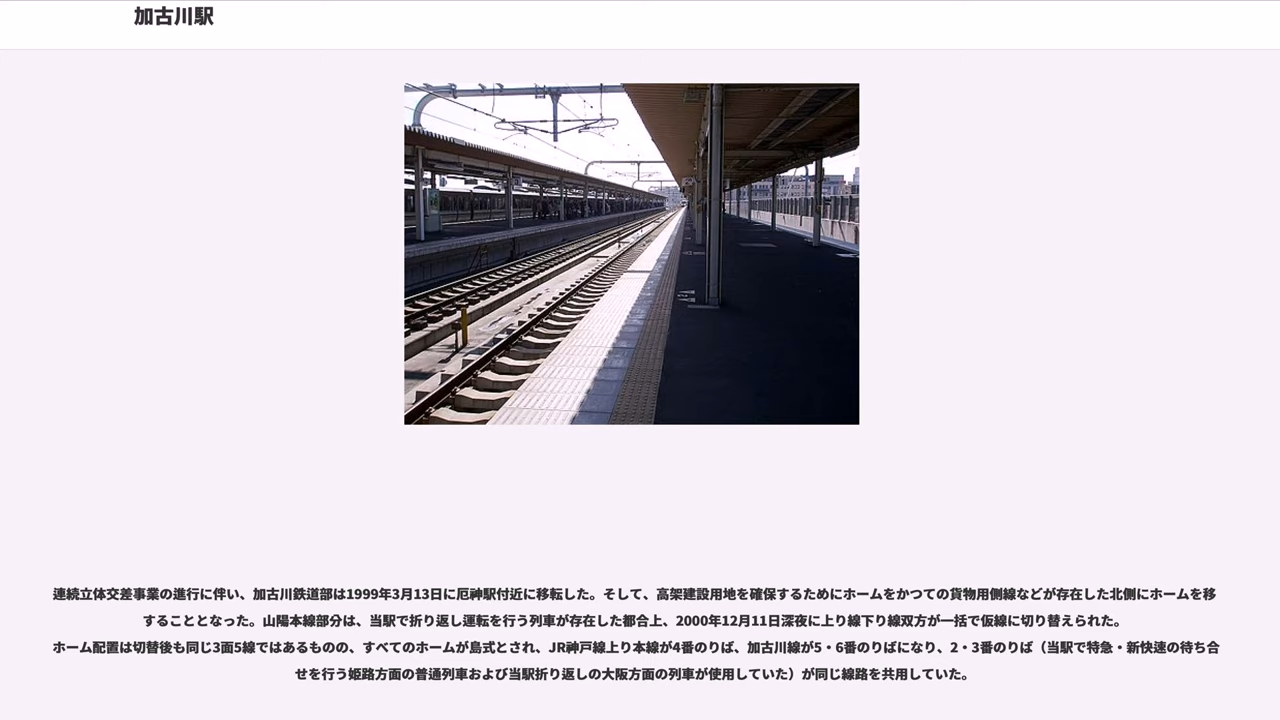 加古川駅
連続立体交差事業の進行に伴い、加古川鉄道部は1999年3月13日に厄神駅付近に移転した。そして、高架建設用地を確保するためにホームをかつての貨物用側線などが存在した北側にホームを移
することとなった。山陽本線部分は、当駅で折り返し運転を行う列車が存在した都合上、2000年12月11日深夜に上り線下り線双方が一括で仮線に切り替えられた。
ホーム配置は切替後も同じ3面5線ではあるものの、すべてのホームが島式とされ、JR神戸線上り本線が4番のりば、加古川線が5・6番のりばになり、2・3番のりば（当駅で特急・新快速の待ち合
せを行う姫路方面の普通列車および当駅折り返しの大阪方面の列車が使用していた）が同じ線路を共用していた。